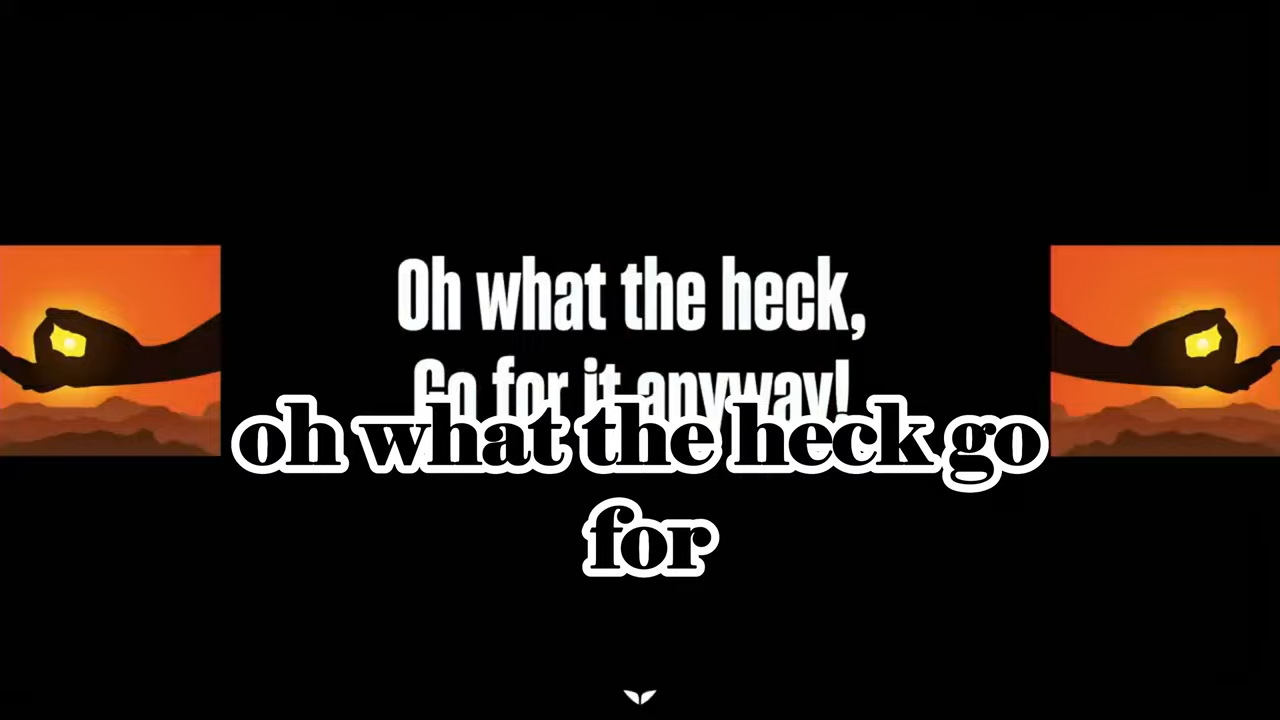 Oh what the heck,
Go for it anyway!
oh what the heck go
for